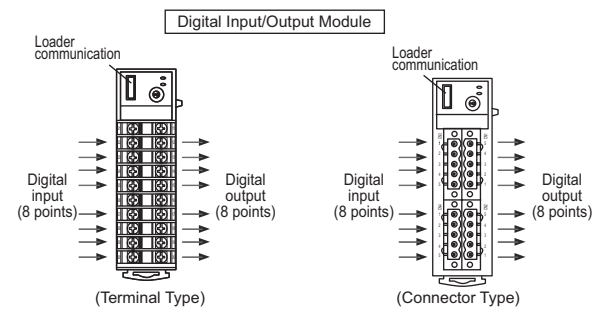 Digital Input/Output Module
Loader
communication
Digital
input
(8 points)
Digital
output
(8 points)
(Terminal Type)
Loader
communication
Digital
input
(8 points)
Digital
output
(8 points)
(Connector Type)